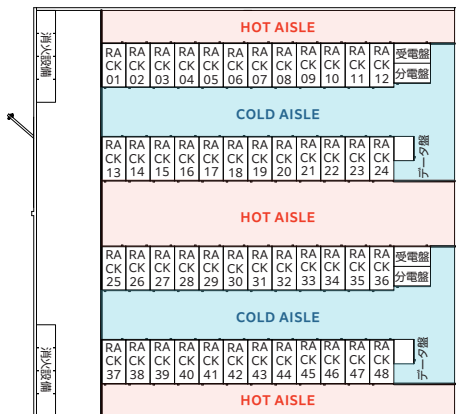 HOT AISLE
消火設備
RACK01 RACK02 RACK03 RACK04 RACK05 RACK06 RACK07 RACK08 RACK09 RACK10 RACK11 RACK12 受電盤
分電盤
COLD AISLE
RACK13 RACK14 RACK15 RACK16 RACK17 RACK18 RACK19 RACK20 RACK21 RACK22 RACK23 RACK24 データ盤
HOT AISLE
RACK25 RACK26 RACK27 RACK28 RACK29 RACK30 RACK31 RACK32 RACK33 RACK34 RACK35 RACK36 受電盤
分電盤
COLD AISLE
消火設備
RACK37 RACK38 RACK39 RACK40 RACK41 RACK42 RACK43 RACK44 RACK45 RACK46 RACK47 RACK48 データ盤
HOT AISLE